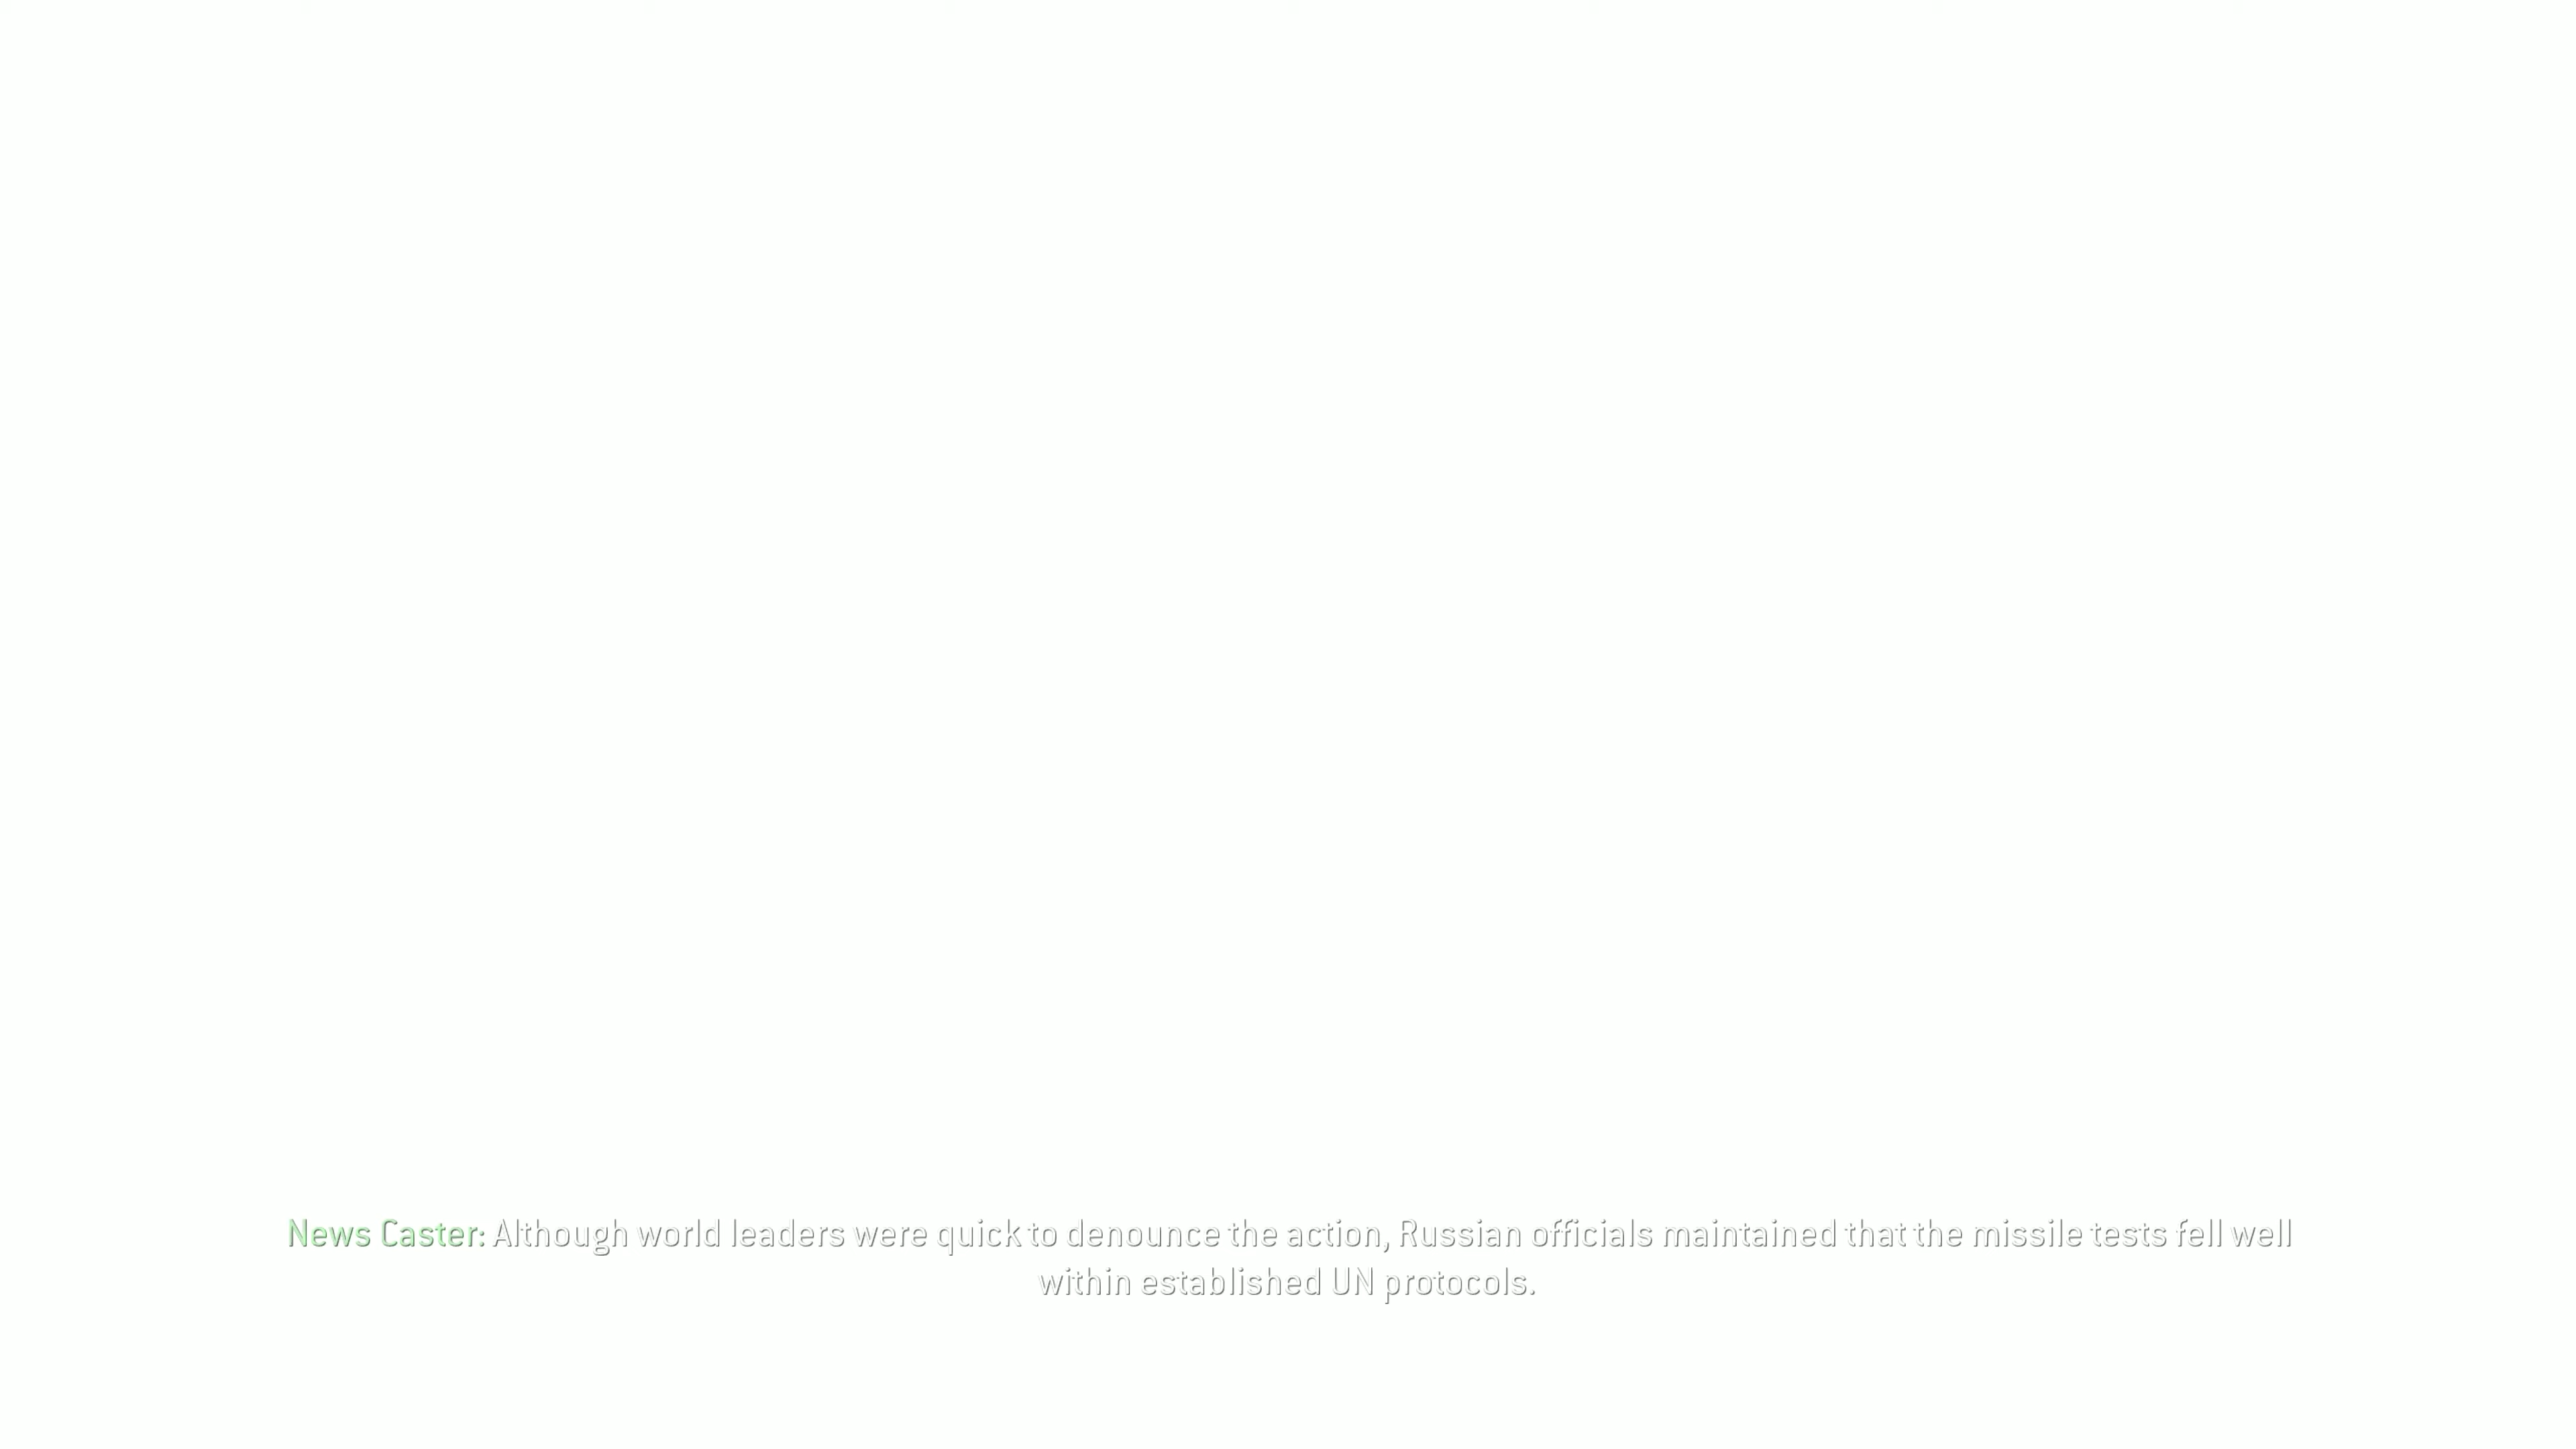 News Caster: Although world leaders were quick to denounce the action, Russian officials maintained that the missile tests fell well
within established UN protocols.